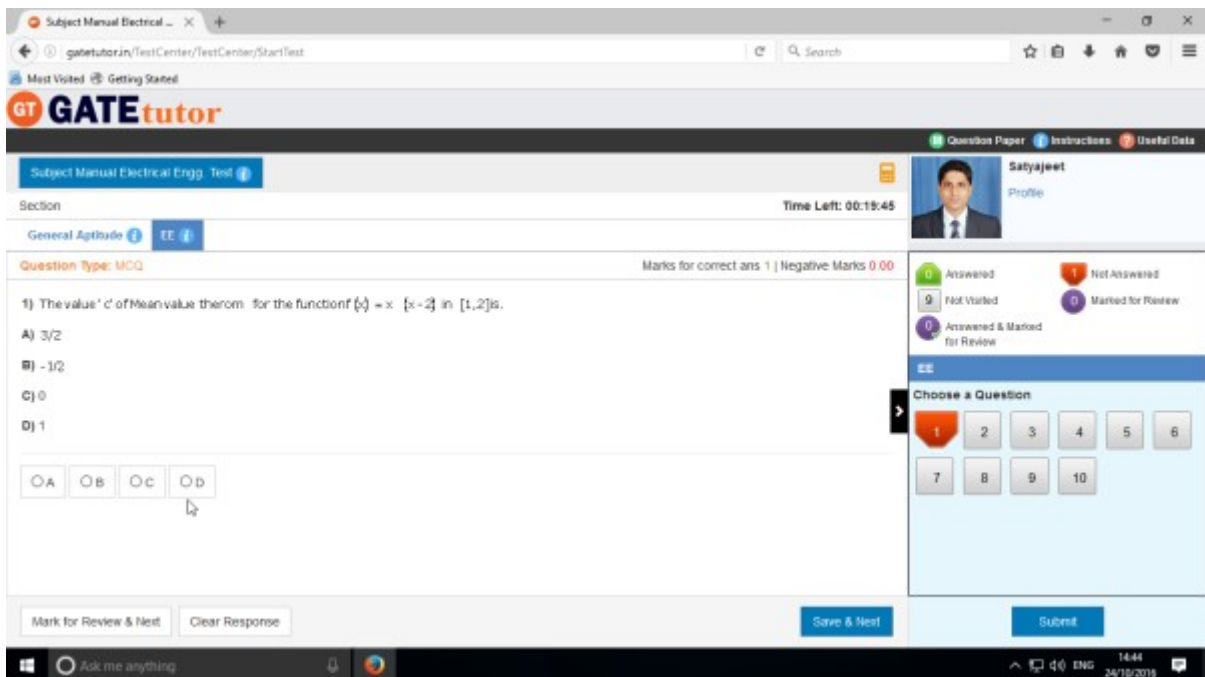 Subject Manual Electrical ...
gatetutor.in/TestCenter/TestCenter/StartTest
Search
Most Visited Getting Started
GT GATEtutor
Question Paper Instructions Useful Data
Subject Manual Electrical Engg. Test
Satyajeet
Profile
Section
Time Left: 00:19:45
General Aptitude EE
Question Type: MCQ
Marks for correct ans 1 | Negative Marks 0.00
1) The value ' c' of Mean value therom for the function f (x) = x (x-2) in [1,2]is.
A) 3/2
B) - 1/2
C) 0
D) 1
A B C D
0 Answered 1 Not Answered
9 Not Visited 0 Marked for Review
0 Answered & Marked
for Review
EE
Choose a Question
1 2 3 4 5 6
7 8 9 10
Mark for Review & Next Clear Response Save & Next Submit
Ask me anything
ENG 14:44
24/10/2016